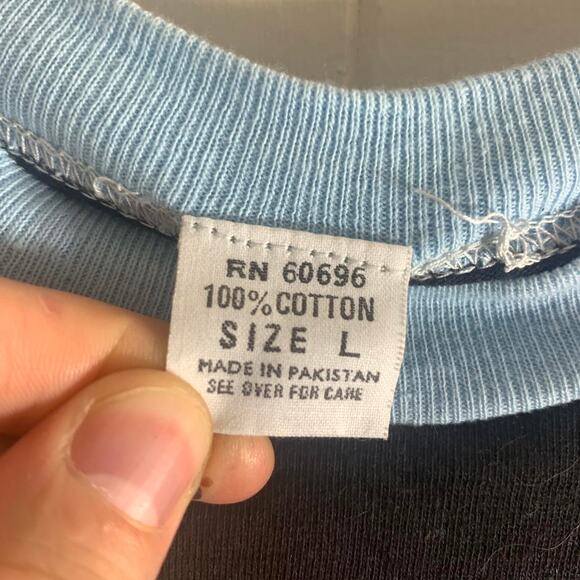 RN 60696
100% COTTON
SIZE L
MADE IN PAKISTAN
SEE OVER FOR CARE